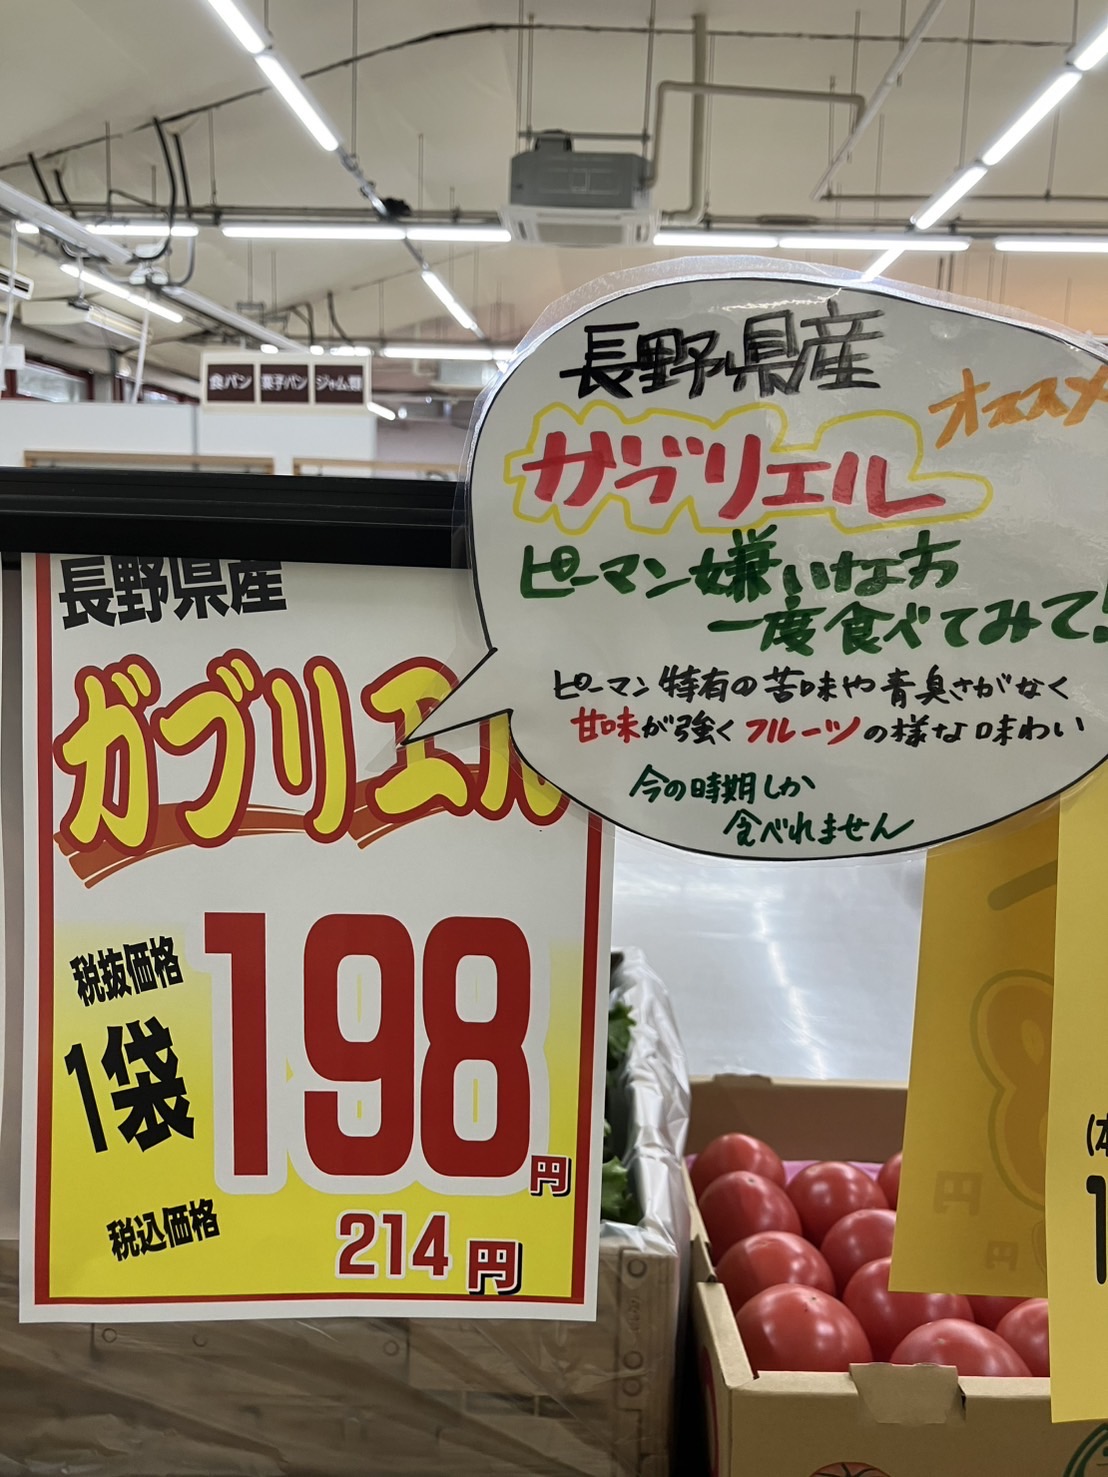 食パン 菓子パン ジャム類
長野県産
オススメ
ガブリエル
ピーマン嫌いな方
一度食べてみて!
ピーマン特有の苦味や青臭さがなく
甘味が強くフルーツの様な味わい
今の時期しか
食べれません
長野県産
ガブリエル
税抜価格
1袋
198円
税込価格
214円
円
円